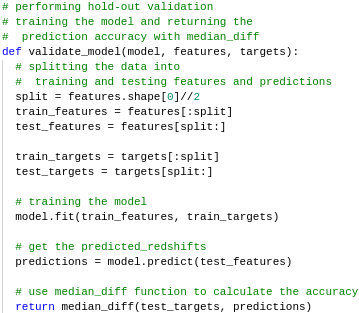 # performing hold-out validation
# training the model and returning the
#  prediction accuracy with median_diff
def validate_model(model, features, targets):
  # splitting the data into
  #  training and testing features and predictions
  split = features.shape[0]//2
  train_features = features[:split]
  test_features = features[split:]

  train_targets = targets[:split]
  test_targets = targets[split:]

  # training the model
  model.fit(train_features, train_targets)

  # get the predicted_redshifts
  predictions = model.predict(test_features)

  # use median_diff function to calculate the accuracy
  return median_diff(test_targets, predictions)